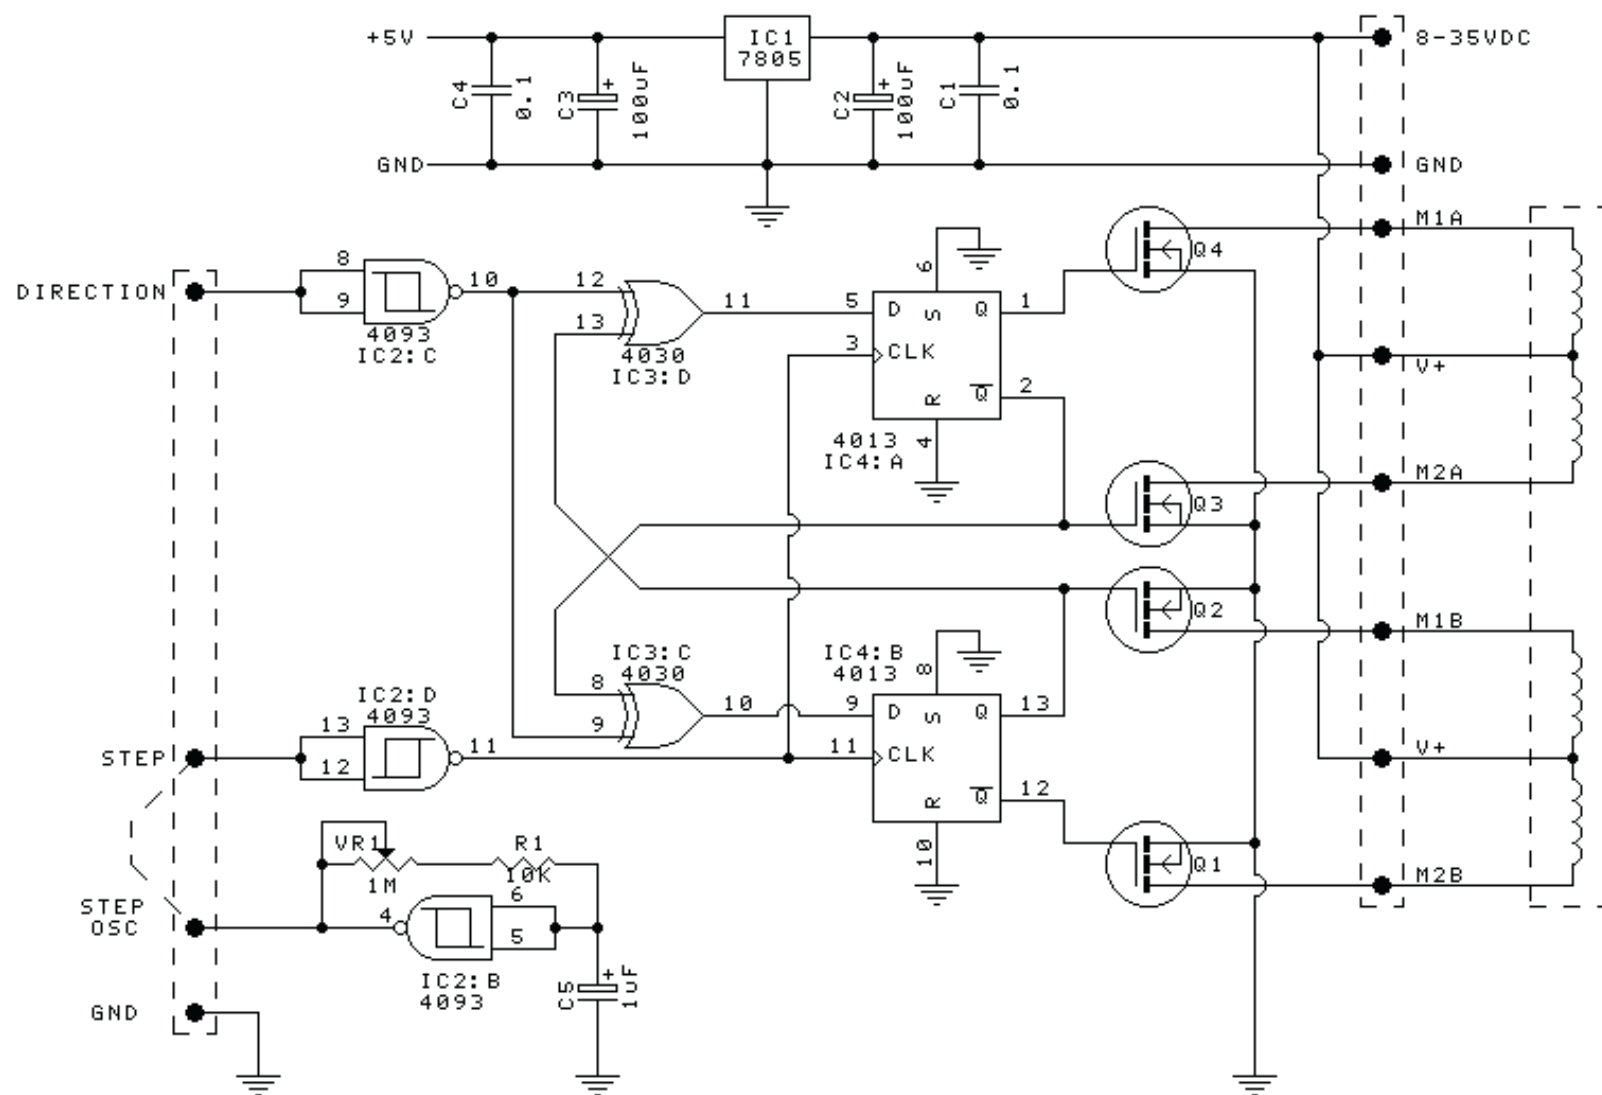 +5V
IC1
7805
8-35VDC
C4
0.1
C3
+
100uF
C2
+
100uF
C1
0.1
GND
GND
M1A
Q4
DIRECTION
8
9
10
4093
IC2:C
12
13
11
4030
IC3:D
6
5
D
S
Q
1
3
CLK
R
Q
2
4013
IC4:A
4
V+
M2A
Q3
Q2
M1B
IC3:C
4030
8
9
10
IC4:B
4013
8
9
D
S
Q
13
11
CLK
R
Q
12
10
V+
IC2:D
4093
13
12
11
STEP
VR1
1M
R1
10K
Q1
M2B
STEP
OSC
4
6
5
IC2:B
4093
C5
+
1uF
GND